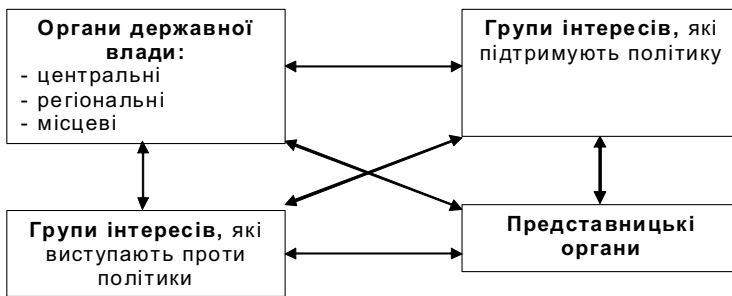 Органи державної
влади:
- центральні
- регіональні
- місцеві
Групи інтересів, які
підтримують політику
Групи інтересів, які
виступають проти
політики
Представницькі
органи